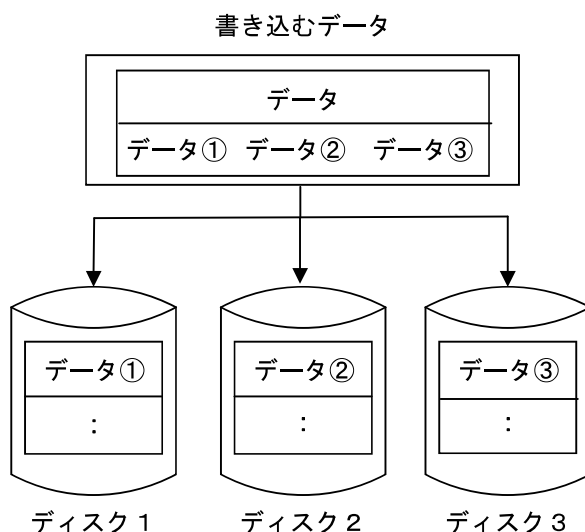 書き込むデータ
データ
データ① データ② データ③
データ① データ② データ③
: : :
ディスク1 ディスク2 ディスク3